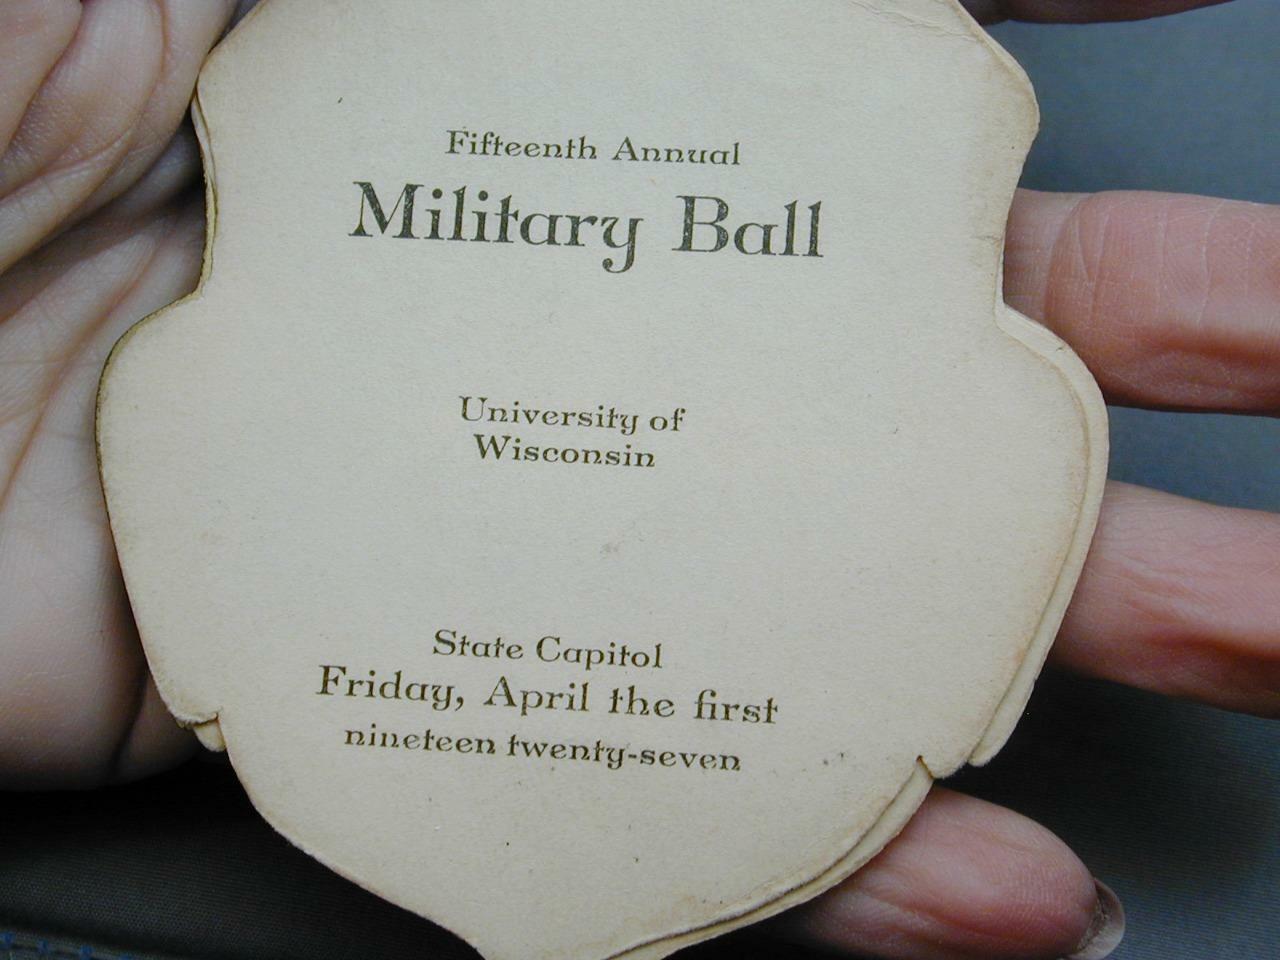 Fifteenth Annual
Military Ball
University of
Wisconsin
State Capitol
Friday, April the first
nineteen twenty-seven